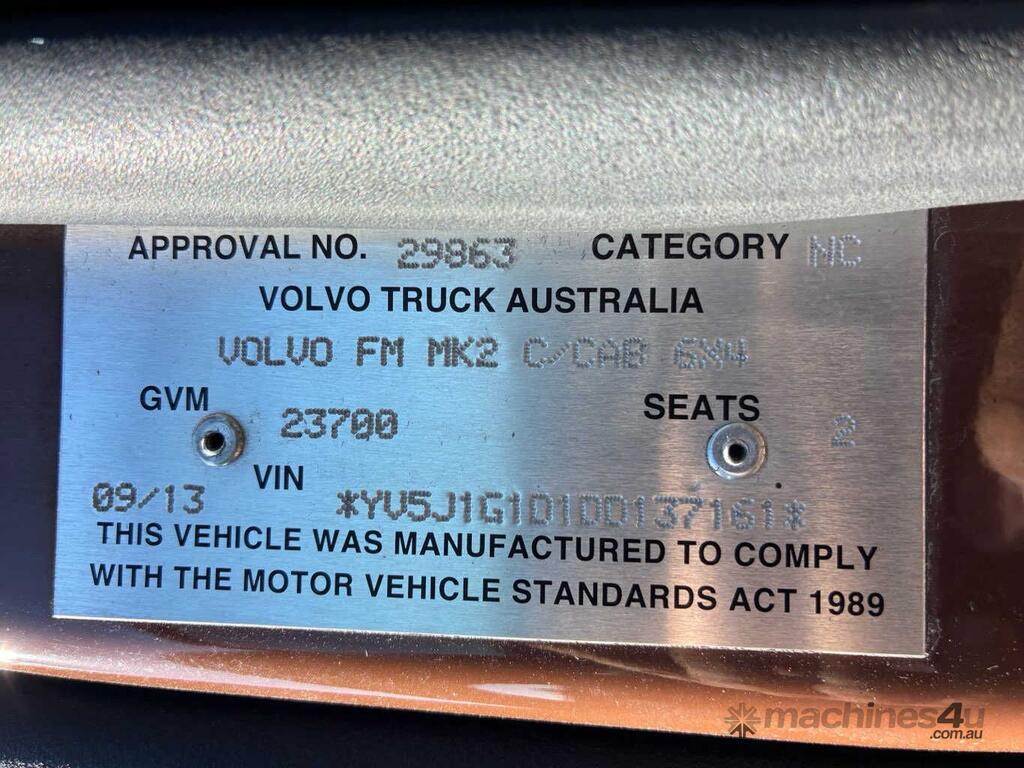 APPROVAL NO. 29863 CATEGORY NC
VOLVO TRUCK AUSTRALIA
VOLVO FM MK2 C/CAB 6X4
GVM 23700 SEATS 2
09/13 VIN *YV5J1G1D1DD137161*
THIS VEHICLE WAS MANUFACTURED TO COMPLY
WITH THE MOTOR VEHICLE STANDARDS ACT 1989
machines4u
.com.au